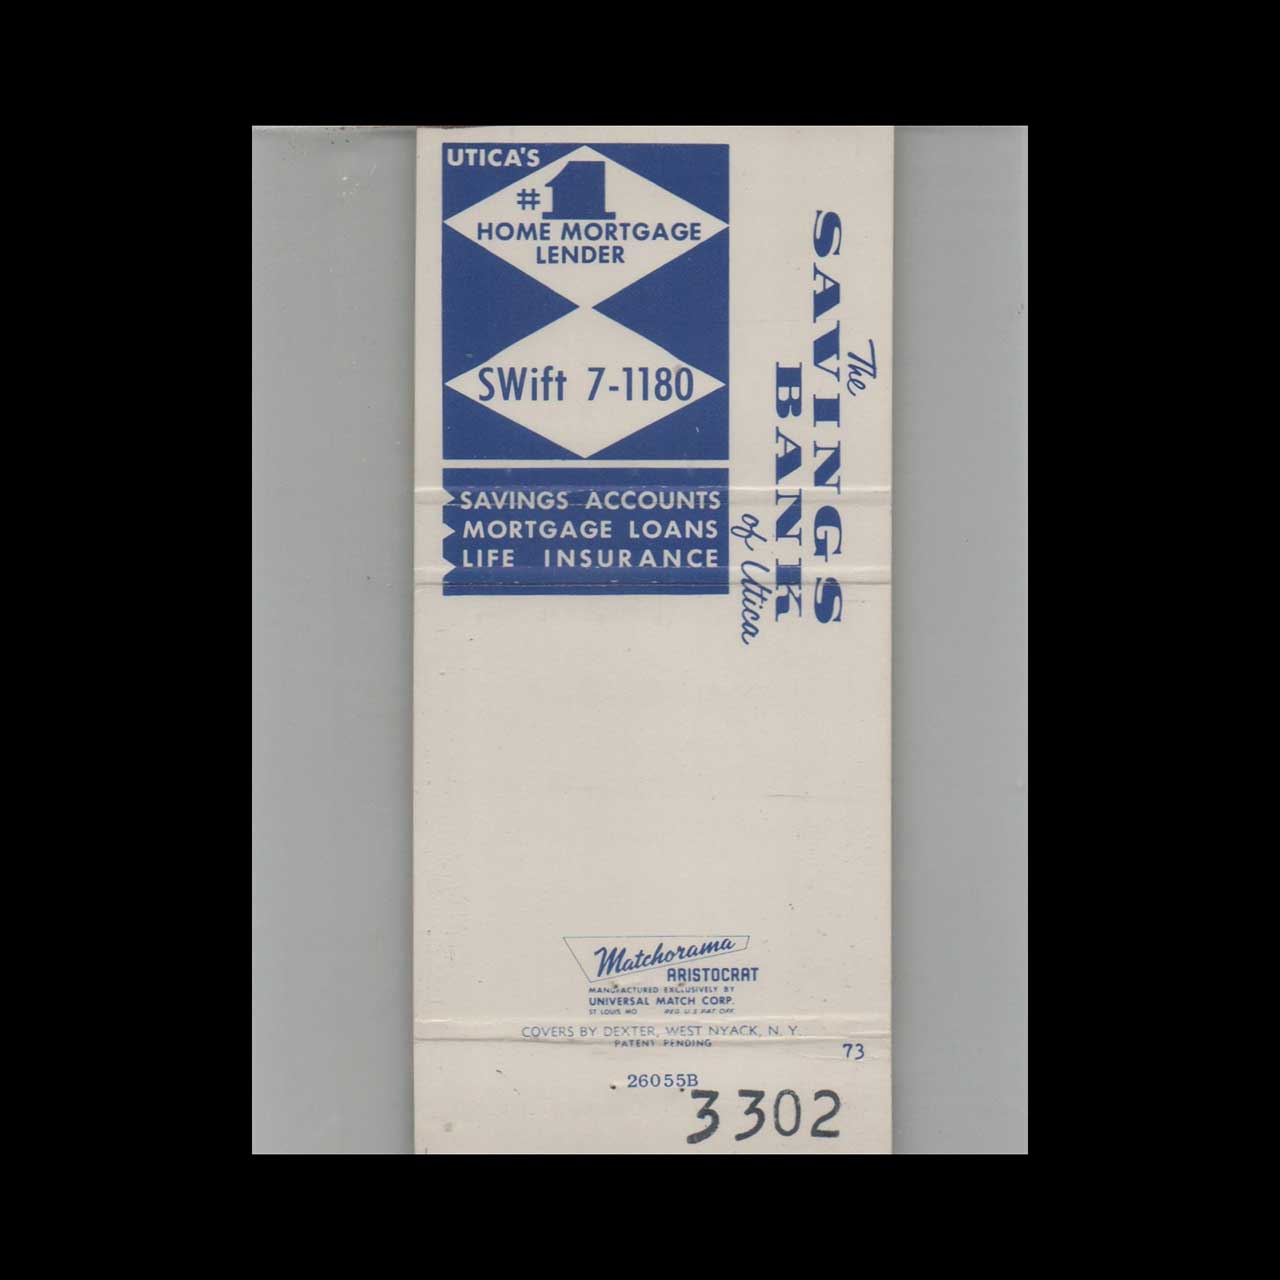 UTICA'S
#1
HOME MORTGAGE
LENDER
SWift 7-1180
SAVINGS ACCOUNTS
MORTGAGE LOANS
LIFE INSURANCE
The
SAVINGS
BANK
of Utica
Matchorama
ARISTOCRAT
MANUFACTURED EXCLUSIVELY BY
UNIVERSAL MATCH CORP.
ST LOUIS MO REG. U S PAT OFF.
COVERS BY DEXTER, WEST NYACK, N. Y.
PATENT PENDING
73
26055B
3302